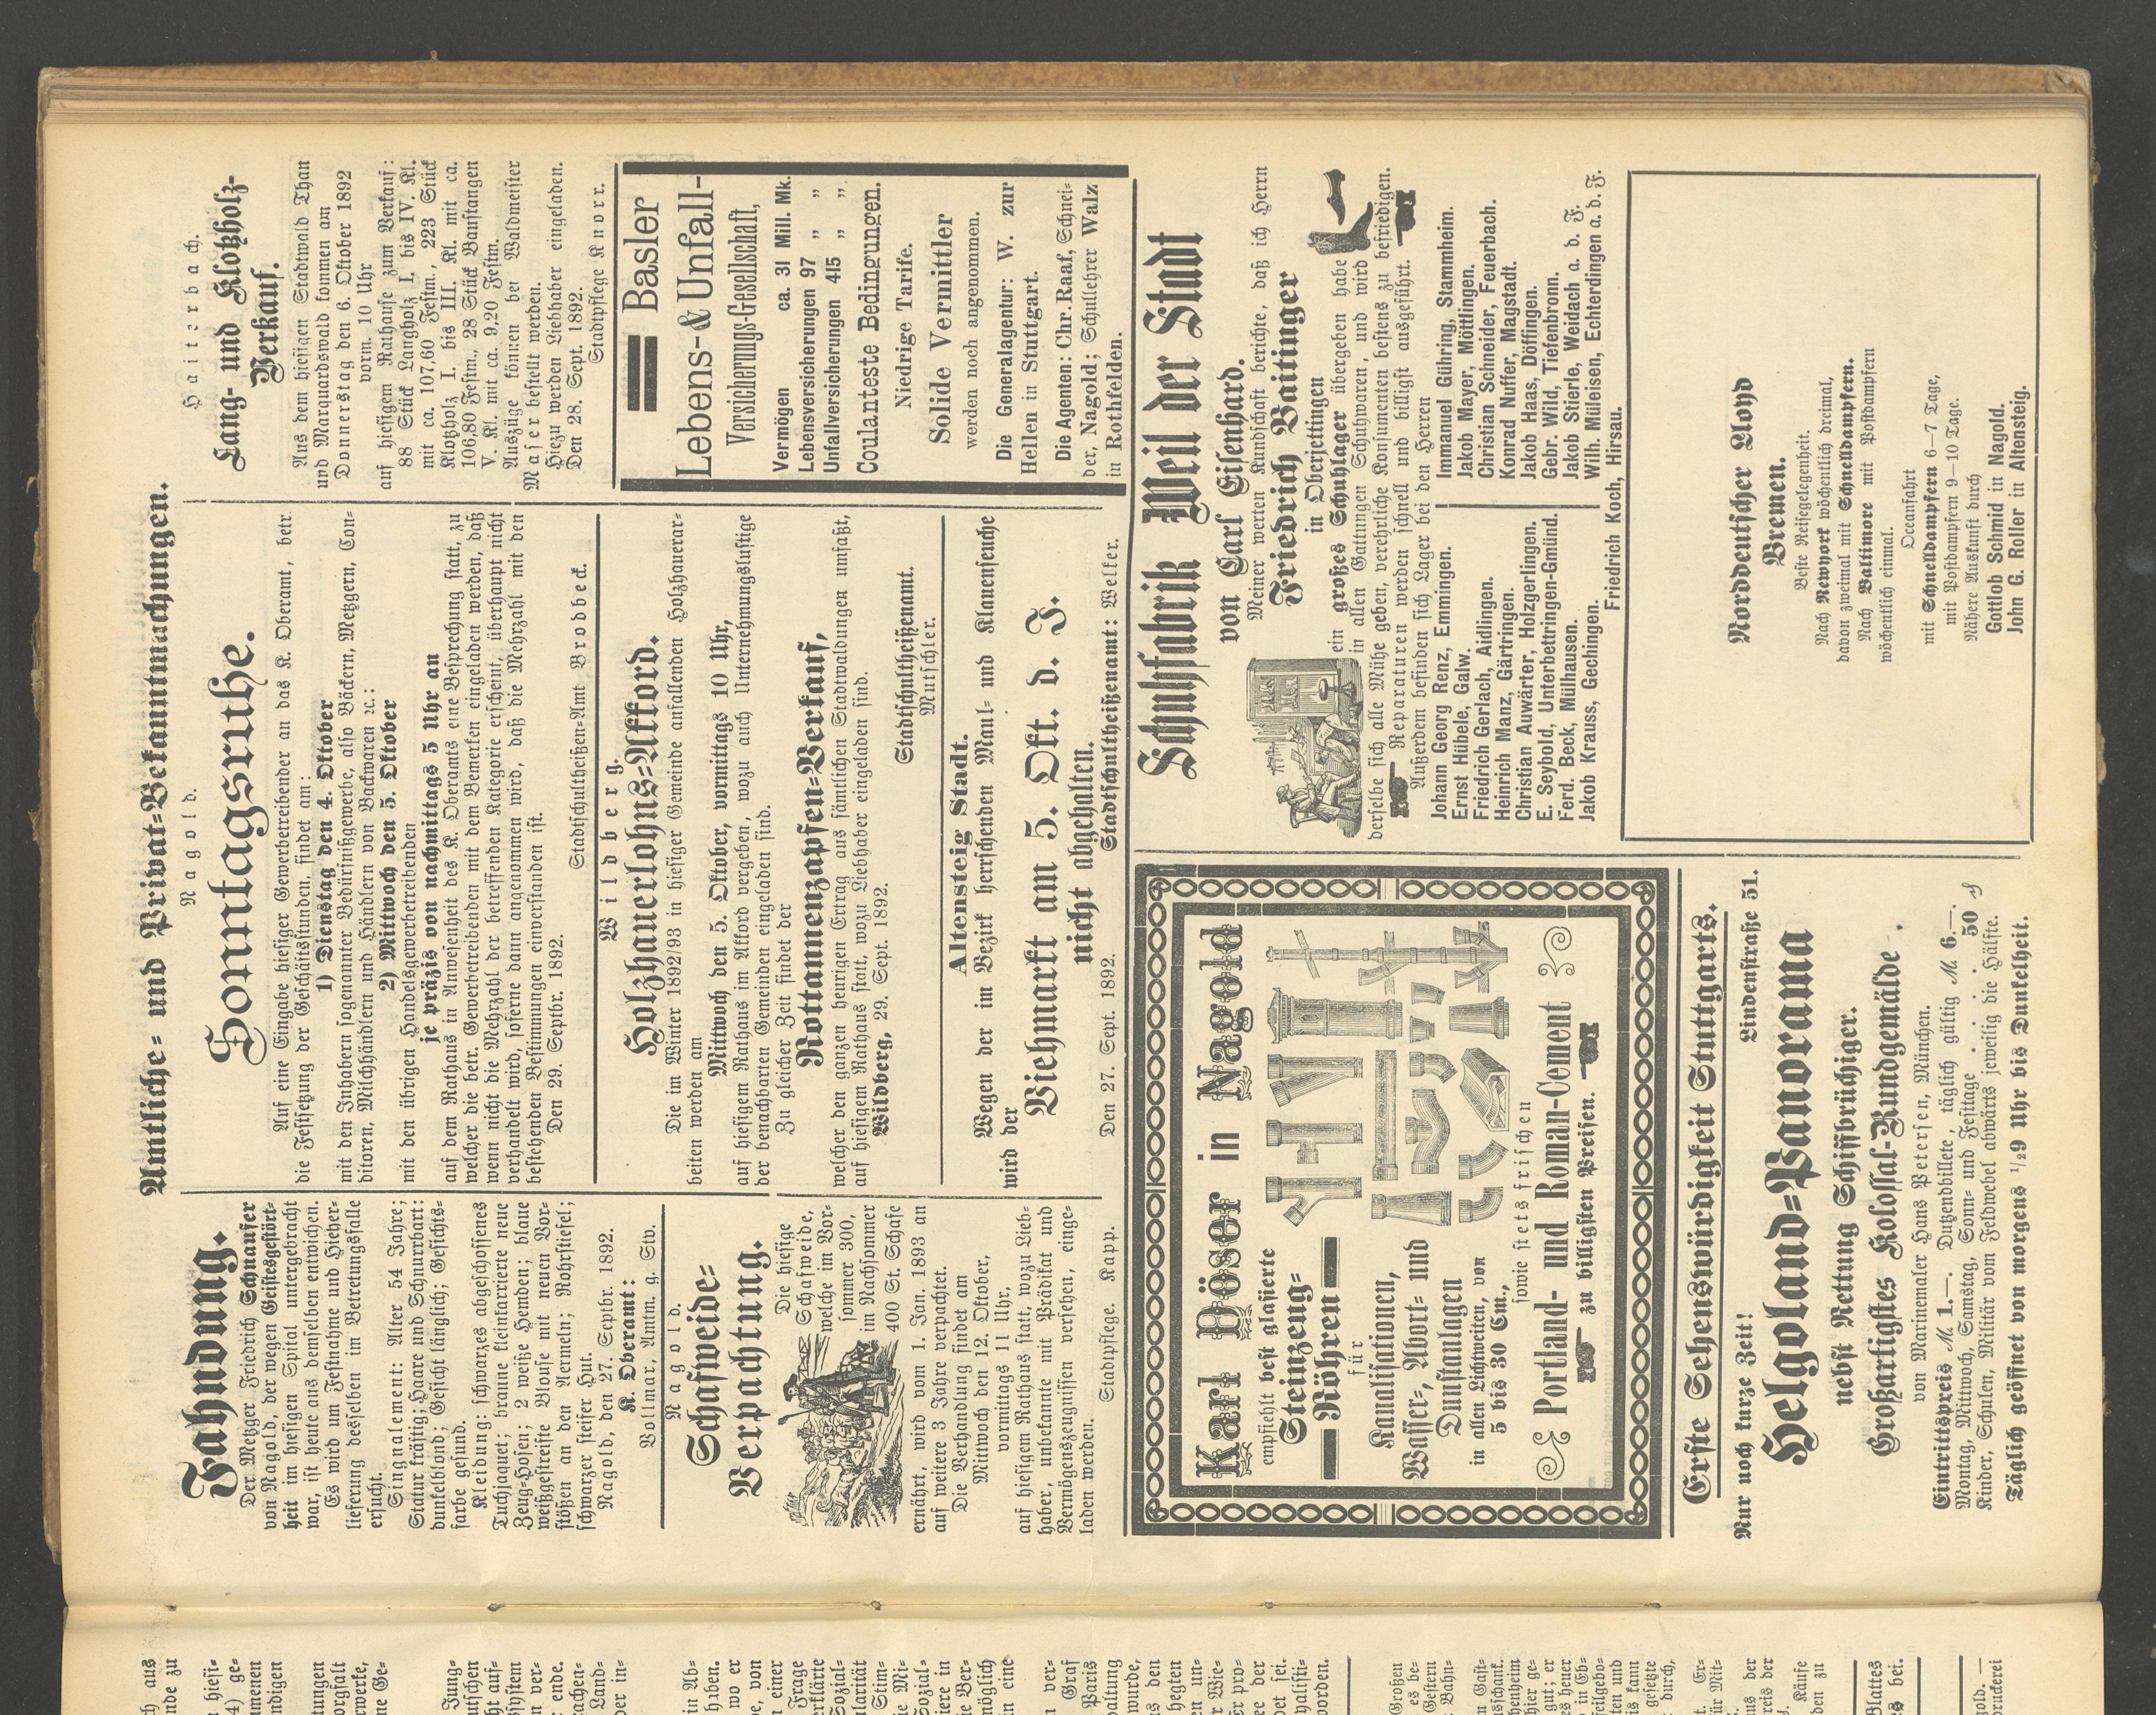 Amtliche- und Privat-Bekanntmachungen.
Fahndung.
Der Metzger Friedrich Schnaufer
von Nagold, der wegen Geistesgestört-
heit im hiesigen Spital untergebracht
war, ist heute aus demselben entwichen.
Es wird um Festnahme und Hieher-
lieferung desselben im Betretungsfalle
ersucht.
Signalement: Alter 54 Jahre;
Statur kräftig; Haare und Schnurrbart:
dunkelblond; Gesicht länglich; Gesichts-
farbe gesund.
Kleidung: schwarzes abgeschossenes
Tuchjaquet; braune kleinkarrierte neue
Zeug-Hosen; 2 weiße Hemden; blaue
weißgestreifte Blouse mit neuen Vor-
stößen an den Aermeln; Rohrstiefel;
schwarzer steifer Hut.
Nagold, den 27. Septbr. 1892.
K. Oberamt:
Vollmar, Amtm. g. Stv.
Nagold.
Schafweide-
Verpachtung.
Die hiesige
Schafweide,
welche im Vor-
sommer 300,
im Nachsommer
400 St. Schafe
ernährt, wird vom 1. Jan. 1893 an
auf weitere 3 Jahre verpachtet.
Die Verhandlung findet am
Mittwoch den 12. Oktober,
vormittags 11 Uhr,
auf hiesigem Rathaus statt, wozu Lieb-
haber, unbekannte mit Prädikat und
Vermögenszeugnissen versehen, einge-
laden werden.
Stadtpflege. Kapp.
Nagold.
Sonntagsruhe.
Auf eine Eingabe hiesiger Gewerbetreibender an das K. Oberamt, betr.
die Festsetzung der Geschäftsstunden, findet am:
1) Dienstag den 4. Oktober
mit den Inhabern sogenannter Bedürfnißgewerbe, also Bäckern, Metzgern, Con-
ditoren, Milchhändlern und Händlern von Backwaren ꝛc.:
2) Mittwoch den 5. Oktober
mit den übrigen Handelsgewerbetreibenden
je präzis von nachmittags 5 Uhr an
auf dem Rathaus in Anwesenheit des K. Oberamts eine Besprechung statt, zu
welcher die betr. Gewerbetreibenden mit dem Bemerken eingeladen werden, daß
wenn nicht die Mehrzahl der betreffenden Kategorie erscheint, überhaupt nicht
verhandelt wird, soferne dann angenommen wird, daß die Mehrzahl mit den
bestehenden Bestimmungen einverstanden ist.
Den 29. Septbr. 1892.
Stadtschultheißen-Amt Brodbeck.
Wildberg.
Holzhauerlohns-Akkord.
Die im Winter 1892/93 in hiesiger Gemeinde anfallenden Holzhauerar-
beiten werden am
Mittwoch den 5. Oktober, vormittags 10 Uhr,
auf hiesigem Rathaus im Akkord vergeben, wozu auch Unternehmungslustige
der benachbarten Gemeinden eingeladen sind.
Zu gleicher Zeit findet der
Rottannenzapfen-Verkauf,
welcher den ganzen heurigen Ertrag aus sämtlichen Stadtwaldungen umfaßt,
auf hiesigem Rathaus statt, wozu Liebhaber eingeladen sind.
Wildberg, 29. Sept. 1892.
Stadtschultheißenamt.
Mutschler.
Altensteig Stadt.
Wegen der im Bezirk herrschenden Maul- und Klauenseuche
wird der
Viehmarkt am 5. Okt. d. J.
nicht abgehalten.
Den 27. Sept. 1892.
Stadtschultheißenamt: Welker.
Haiterbach.
Lang- und Klotzholz-
Verkauf.
Aus dem hiesigen Stadtwald Than
und Marquardswald kommen am
Donnerstag den 6. Oktober 1892
vorm. 10 Uhr
auf hiesigem Rathause zum Verkauf:
88 Stück Langholz I. bis IV. Kl.
mit ca. 107,60 Festm., 223 Stück
Klotzholz I. bis III. Kl. mit ca.
106,80 Festm., 28 Stück Baustangen
V. Kl. mit ca. 9,20 Festm.
Auszüge können bei Waldmeister
Maser bestellt werden.
Hiezu werden Liebhaber eingeladen.
Den 28. Sept. 1892.
Stadtpflege Knorr.
Basler
Lebens- & Unfall-
Versicherungs-Gesellschaft,
Vermögen ca. 31 Mill. Mk.
Lebensversicherungen 97 „ „
Unfallversicherungen 415 „ „
Coulanteste Bedingungen.
Niedrige Tarife.
Solide Vermittler
werden noch angenommen.
Die Generalagentur: W. zur
Hellen in Stuttgart.
Die Agenten: Chr. Raaf, Schnei-
der, Nagold; Schullehrer Walz
in Rothfelden.
Karl Döser in Nagold
empfiehlt best glasierte
Steinzeug-
Röhren
für
Kanalisationen,
Wasser-, Abort- und
Dunstanlagen
in allen Lichtweiten, von
5 bis 30 Cm.,
sowie stets frischen
Portland- und Roman-Cement
zu billigsten Preisen.
Erste Sehenswürdigkeit Stuttgarts.
Nur noch kurze Zeit!
Lindenstraße 51.
Helgoland-Panorama
nebst Rettung Schiffbrüchiger.
Großartigstes Kolossal-Rundgemälde
von Marinemaler Hans Petersen, München.
Eintrittspreis M. 1.—. Dutzendbillete, täglich gültig M. 6.—.
Montag, Mittwoch, Samstag, Sonn- und Festtage . . . . 50 ₰
Kinder, Schulen, Militär vom Feldwebel abwärts jeweilig die Hälfte.
Täglich geöffnet von morgens ½9 Uhr bis Dunkelheit.
Schuhfabrik Weil der Stadt
von Carl Eisenhard.
Meiner werten Kundschaft berichte, daß ich Herrn
Friedrich Baitinger
in Oberjettingen
ein großes Schuhlager übergeben habe
in allen Gattungen Schuhwaren, und wird
derselbe sich alle Mühe geben, verehrliche Konsumenten bestens zu befriedigen.
Reparaturen werden schnell und billigst ausgeführt.
Außerdem befinden sich Lager bei den Herren
Johann Georg Renz, Emmingen.
Ernst Hübele, Galw.
Friedrich Gerlach, Aidlingen.
Heinrich Manz, Gärtringen.
Christian Auwärter, Holzgerlingen.
E. Seybold, Unterbettringen-Gmünd.
Ferd. Beck, Mülhausen.
Jakob Krauss, Gechingen.
Immanuel Gühring, Stammheim.
Jakob Mayer, Möttlingen.
Christian Schneider, Feuerbach.
Konrad Nuffer, Magstadt.
Jakob Haas, Döffingen.
Gebr. Wild, Tiefenbronn.
Jakob Stierle, Weidach a. d. F.
Wilh. Müleisen, Echterdingen a. d. F.
Friedrich Koch, Hirsau.
Norddeutscher Lloyd
Bremen.
Beste Reisegelegenheit.
Nach Newyork wöchentlich dreimal,
davon zweimal mit Schnelldampfern.
Nach Baltimore mit Postdampfern
wöchentlich einmal.
Oceanfahrt
mit Schnelldampfern 6—7 Tage,
mit Postdampfern 9—10 Tage.
Nähere Auskunft durch
Gottlob Schmid in Nagold.
John G. Roller in Altensteig.